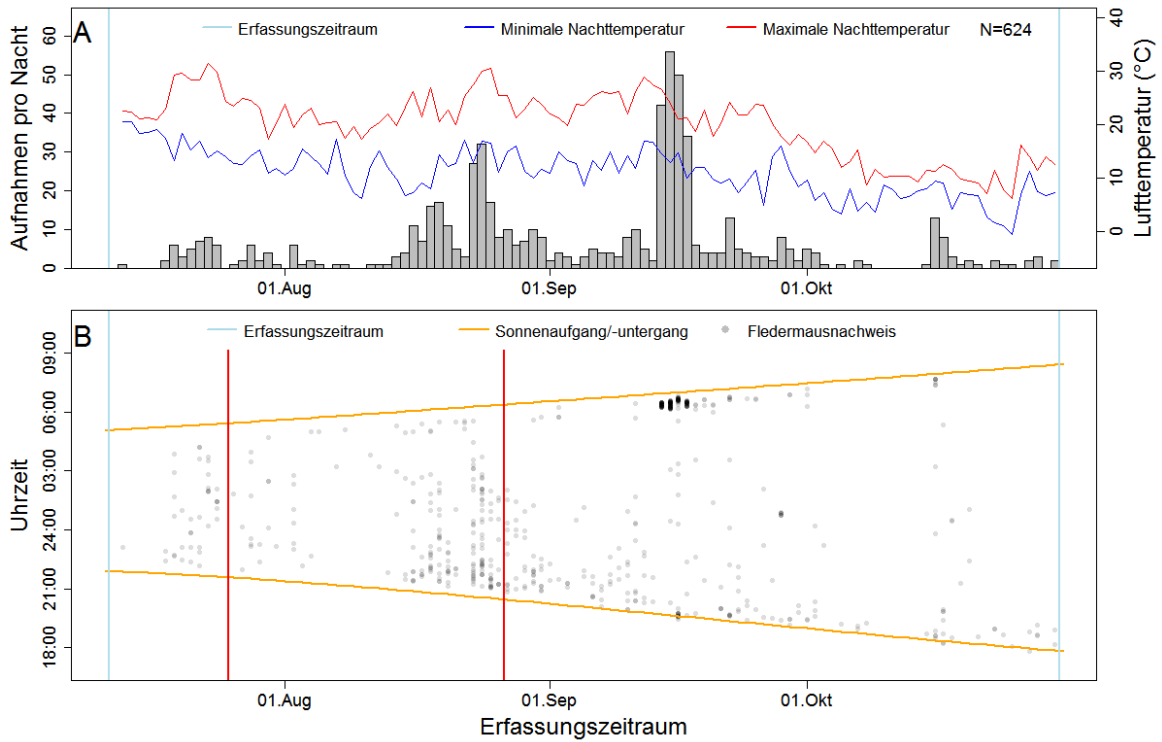 A
Erfassungszeitraum
Minimale Nachttemperatur
Maximale Nachttemperatur
N=624
Aufnahmen pro Nacht
60
50
40
30
20
10
0
Lufttemperatur (°C)
40
30
20
10
0
01.Aug
01.Sep
01.Okt
B
Erfassungszeitraum
Sonnenaufgang/-untergang
Fledermausnachweis
Uhrzeit
09:00
06:00
03:00
24:00
21:00
18:00
01.Aug
01.Sep
01.Okt
Erfassungszeitraum